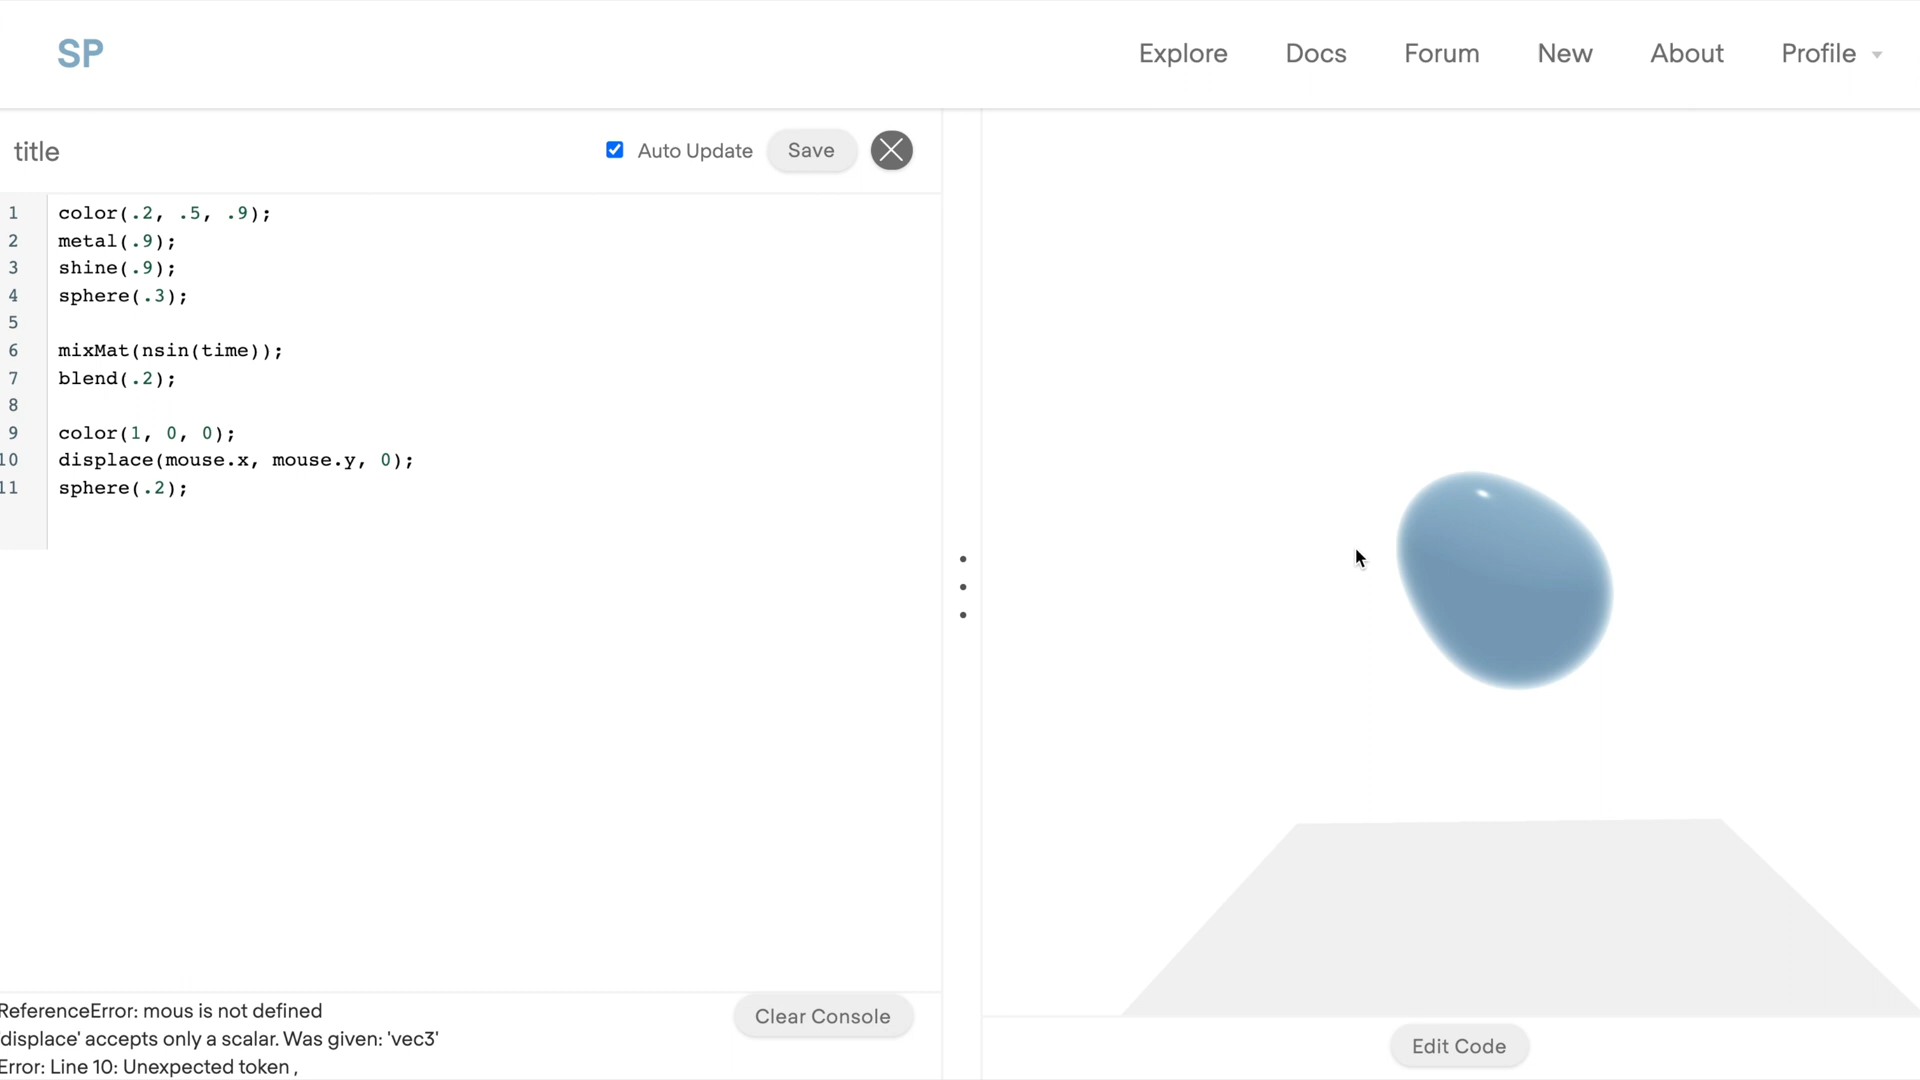 SP
Explore Docs Forum New About Profile
title Auto Update Save
1 color(.2, .5, .9);
2 metal(.9);
3 shine(.9);
4 sphere(.3);
5
6 mixMat(nsin(time));
7 blend(.2);
8
9 color(1, 0, 0);
10 displace(mouse.x, mouse.y, 0);
11 sphere(.2);
ReferenceError: mous is not defined
displace' accepts only a scalar. Was given: 'vec3'
Error: Line 10: Unexpected token ,
Clear Console
Edit Code